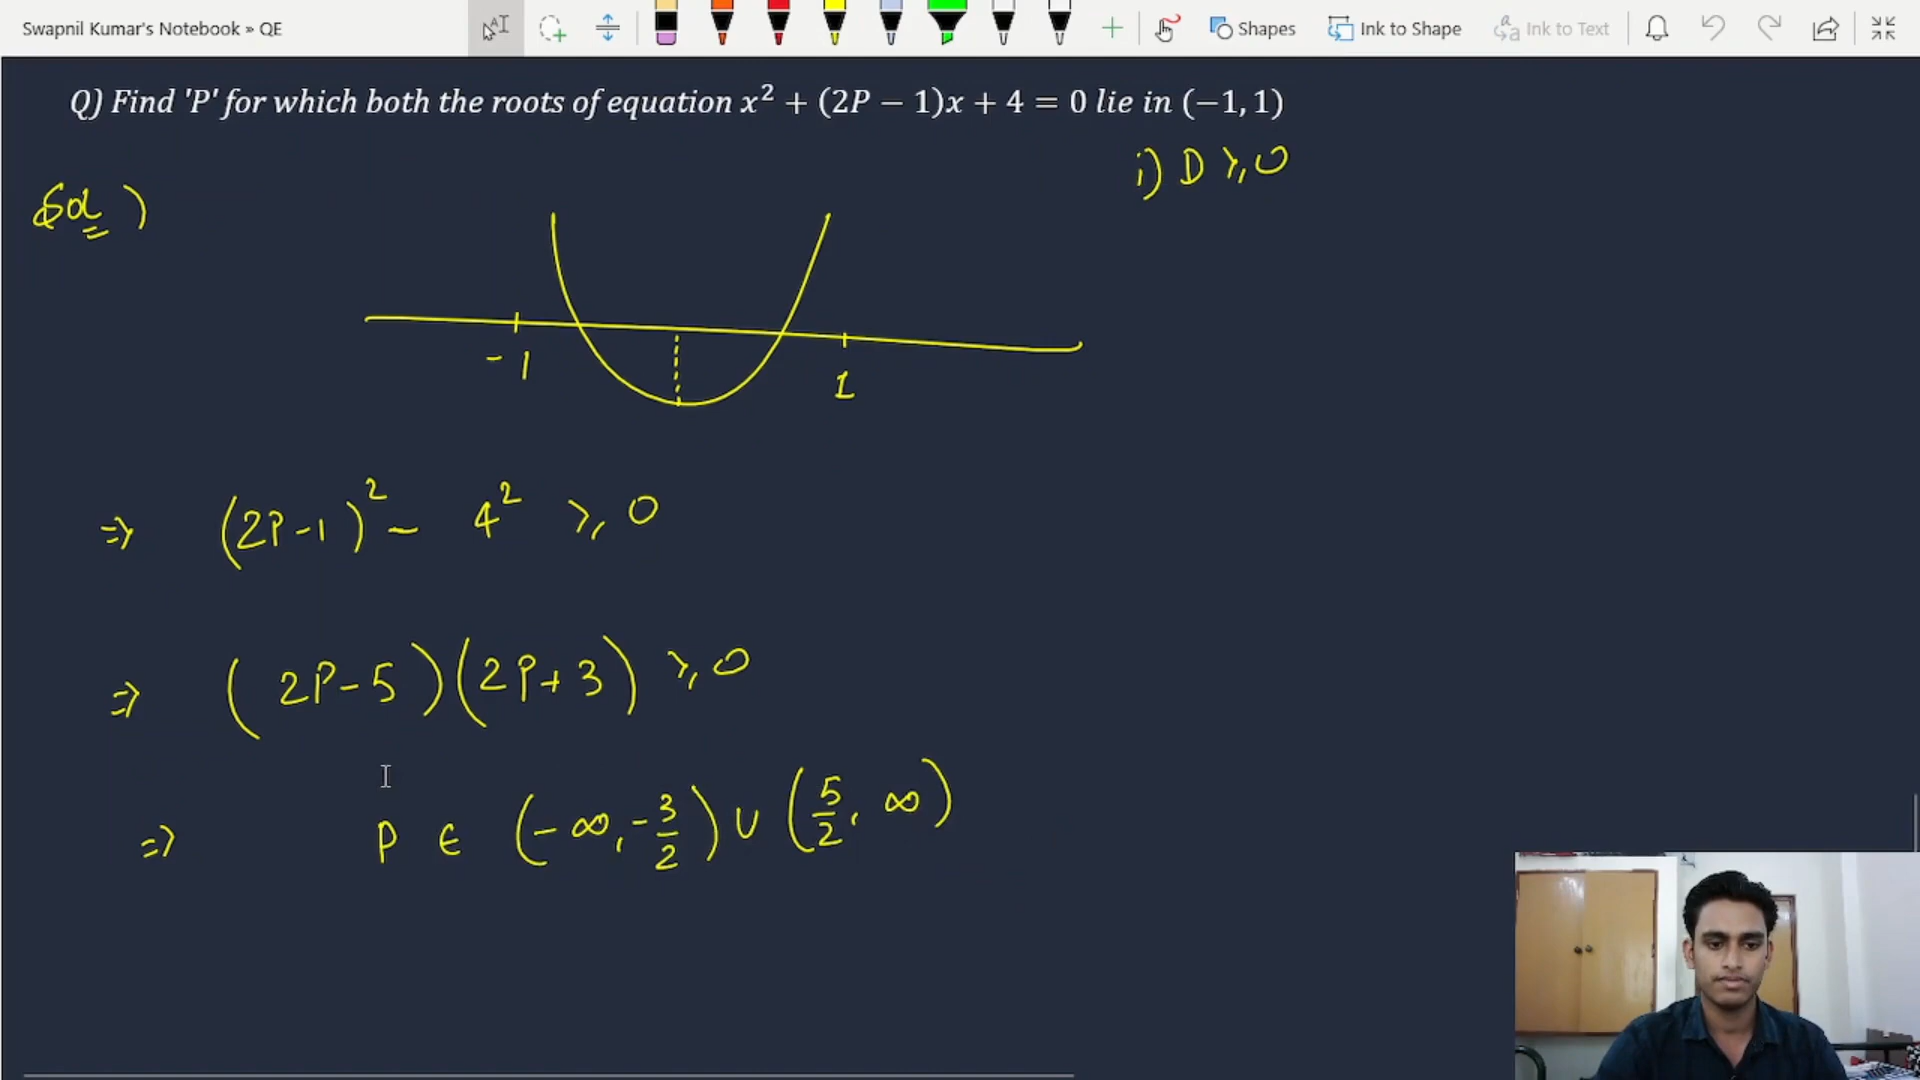 Swapnil Kumar's Notebook » QE
Shapes
Ink to Shape
Ink to Text
Q) Find 'P' for which both the roots of equation x² + (2P − 1)x + 4 = 0 lie in (−1, 1)
i) D ≥ 0
Sol )
-1
1
⇒ (2P-1)² - 4² ≥ 0
⇒ (2P-5)(2P+3) ≥ 0
⇒ P ∈ (-∞, -3/2) ∪ (5/2, ∞)